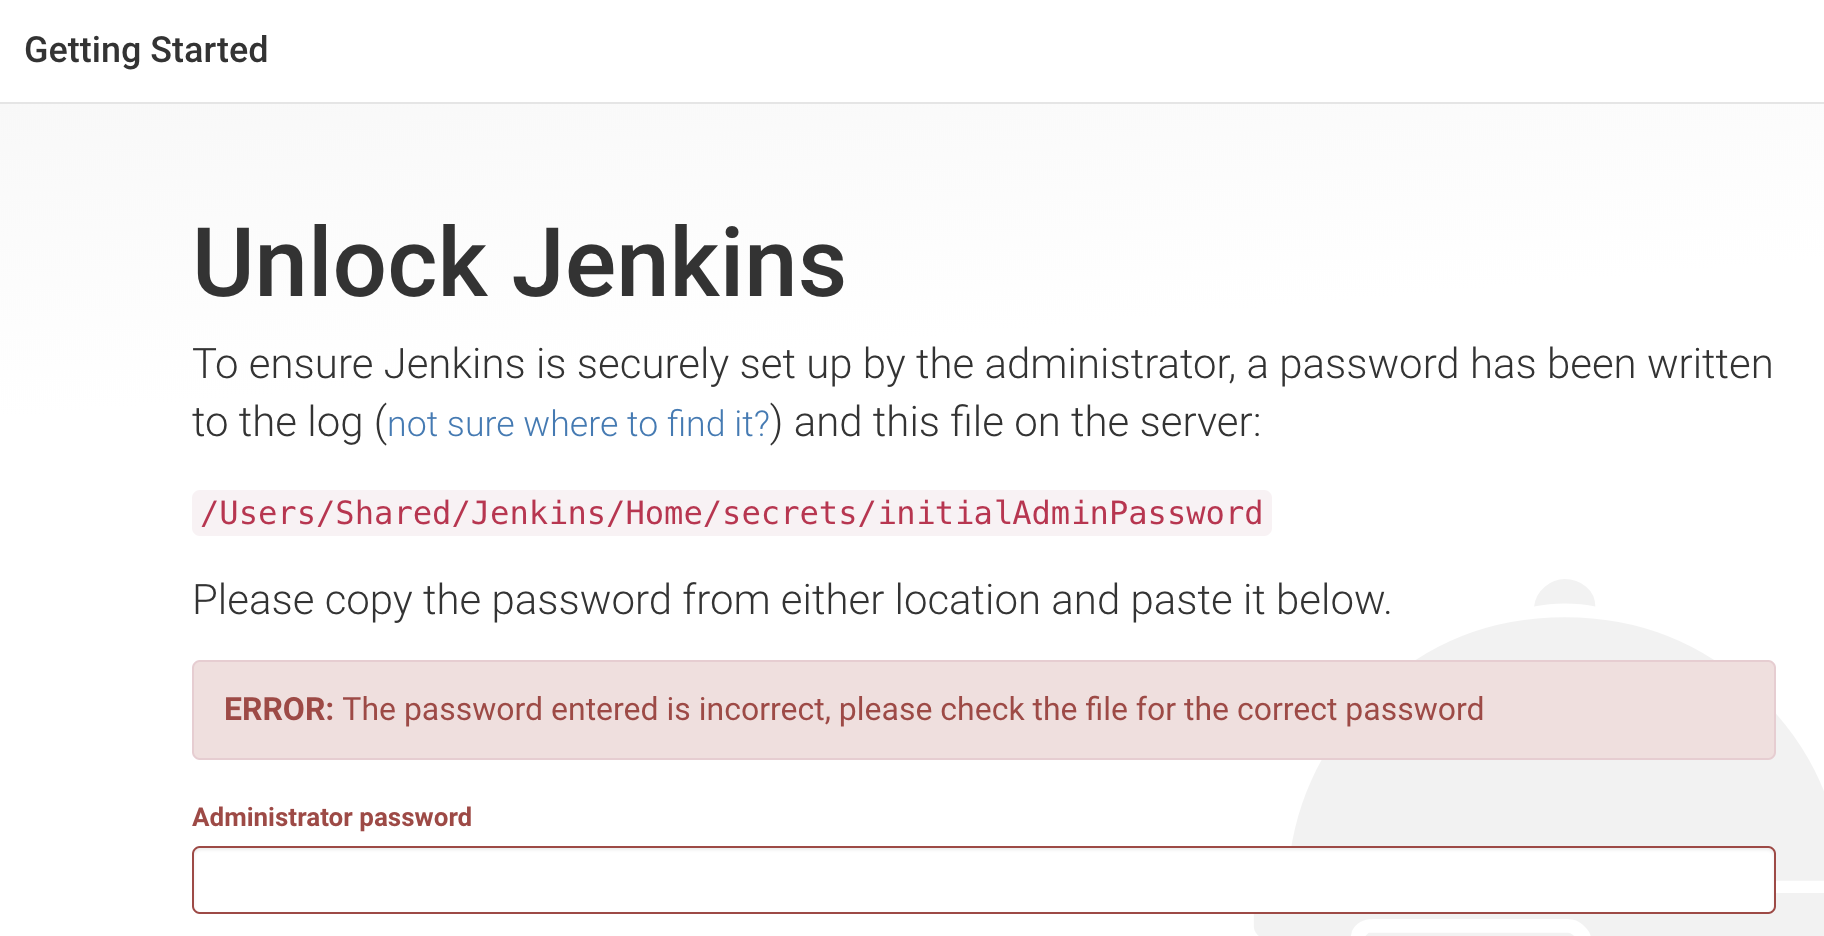 Getting Started
Unlock Jenkins
To ensure Jenkins is securely set up by the administrator, a password has been written
to the log (not sure where to find it?) and this file on the server:
/Users/Shared/Jenkins/Home/secrets/initialAdminPassword
Please copy the password from either location and paste it below.
ERROR: The password entered is incorrect, please check the file for the correct password
Administrator password